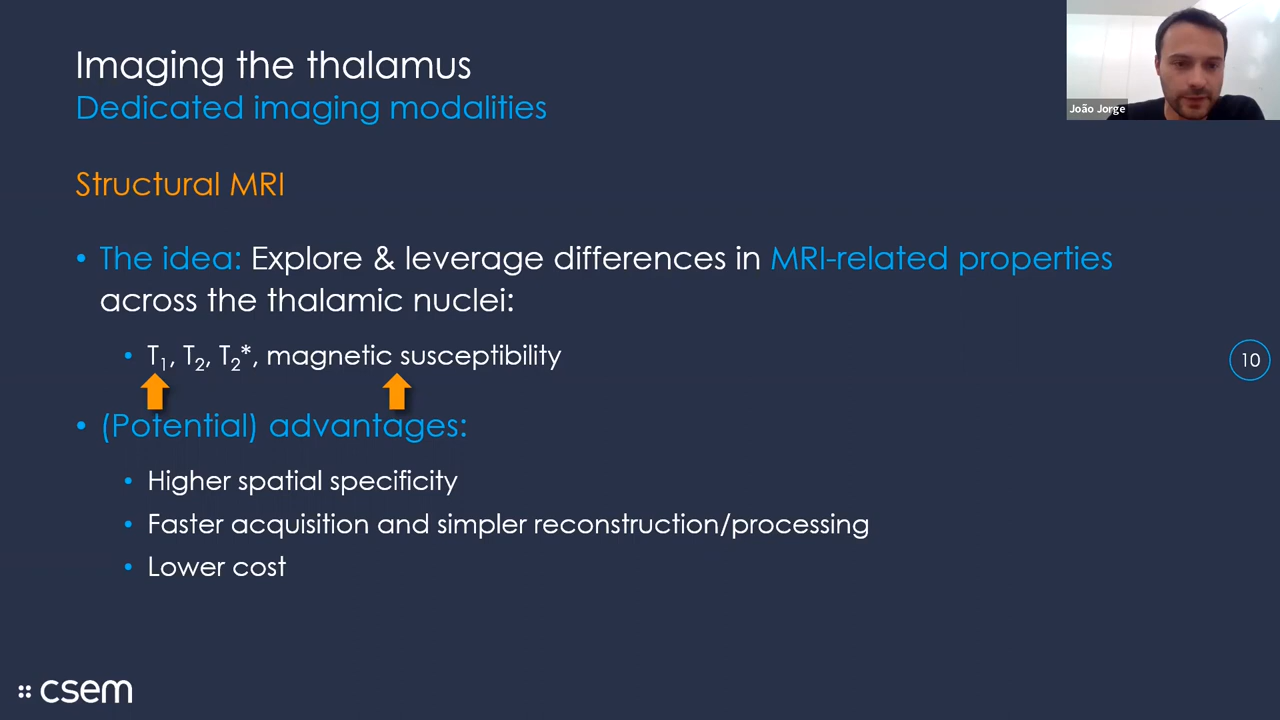 Imaging the thalamus
Dedicated imaging modalities
João Jorge
Structural MRI
• The idea: Explore & leverage differences in MRI-related properties
across the thalamic nuclei:
• T₁, T₂, T₂*, magnetic susceptibility
10
• (Potential) advantages:
• Higher spatial specificity
• Faster acquisition and simpler reconstruction/processing
• Lower cost
csem